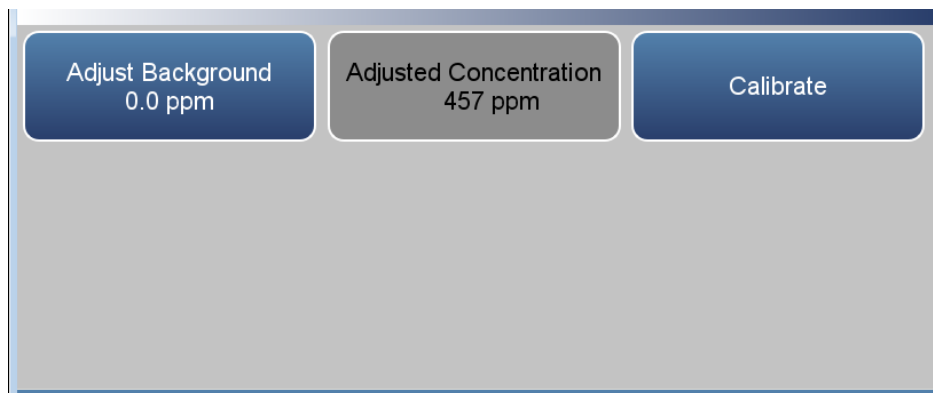 Adjust Background
0.0 ppm
Adjusted Concentration
457 ppm
Calibrate